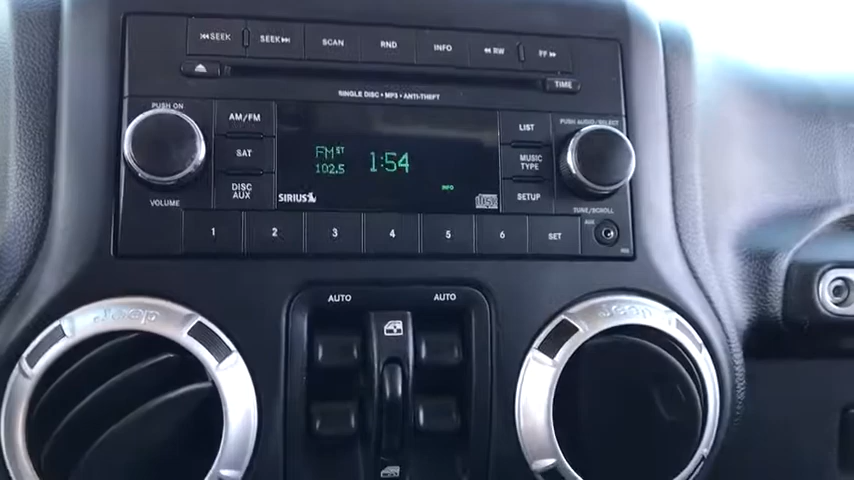 SEEK SEEK SCAN RND INFO RW FF
TIME
SINGLE DISC • MP3 • ANTI-THEFT
PUSH ON PUSH AUDIO/SELECT
AM/FM LIST
FM ST
102.5 1:54
SAT MUSIC
TYPE
DISC
AUX SETUP
INFO
SIRIUS
VOLUME TUNE/SCROLL
1 2 3 4 5 6 SET AUX
AUTO AUTO
Jeep Jeep